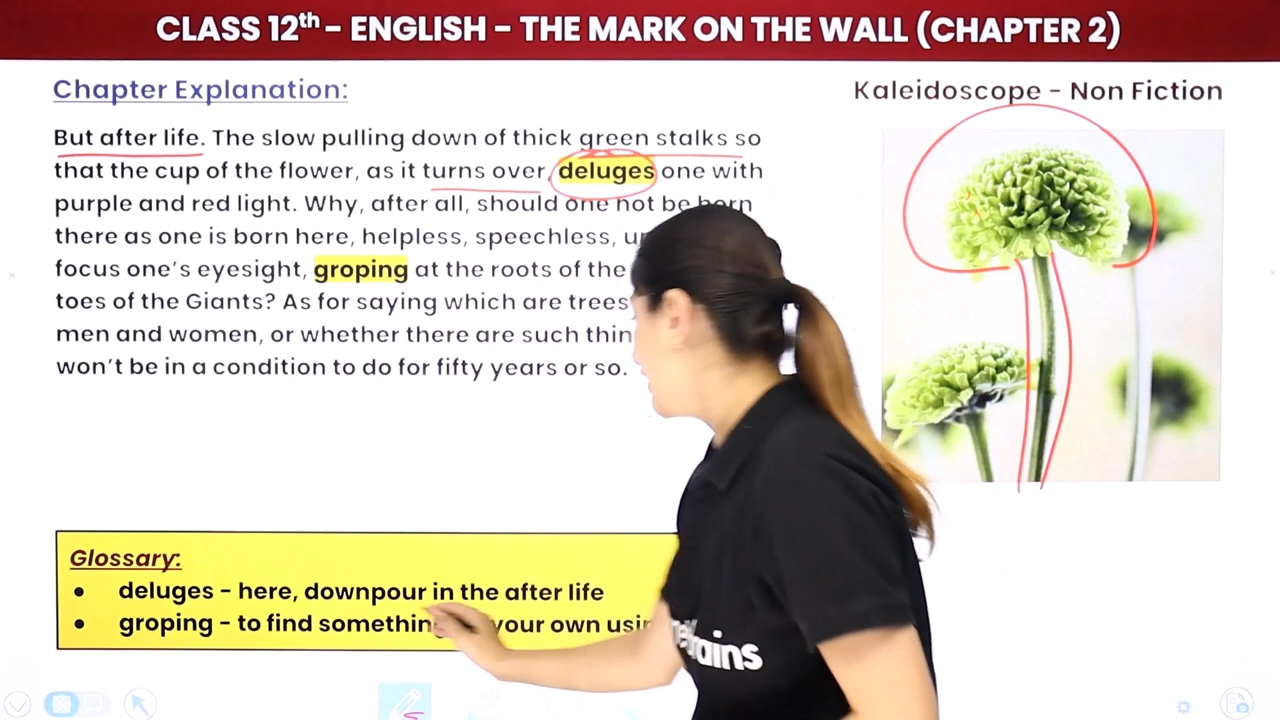 CLASS 12th - ENGLISH - THE MARK ON THE WALL (CHAPTER 2)
Chapter Explanation:
Kaleidoscope - Non Fiction
But after life. The slow pulling down of thick green stalks so
that the cup of the flower, as it turns over, deluges one with
purple and red light. Why, after all, should one not be born
there as one is born here, helpless, speechless,
focus one's eyesight, groping at the roots of the
toes of the Giants? As for saying which are trees
men and women, or whether there are such
won't be in a condition to do for fifty years or so.
Glossary:
• deluges - here, downpour in the after life
• groping - to find something your own